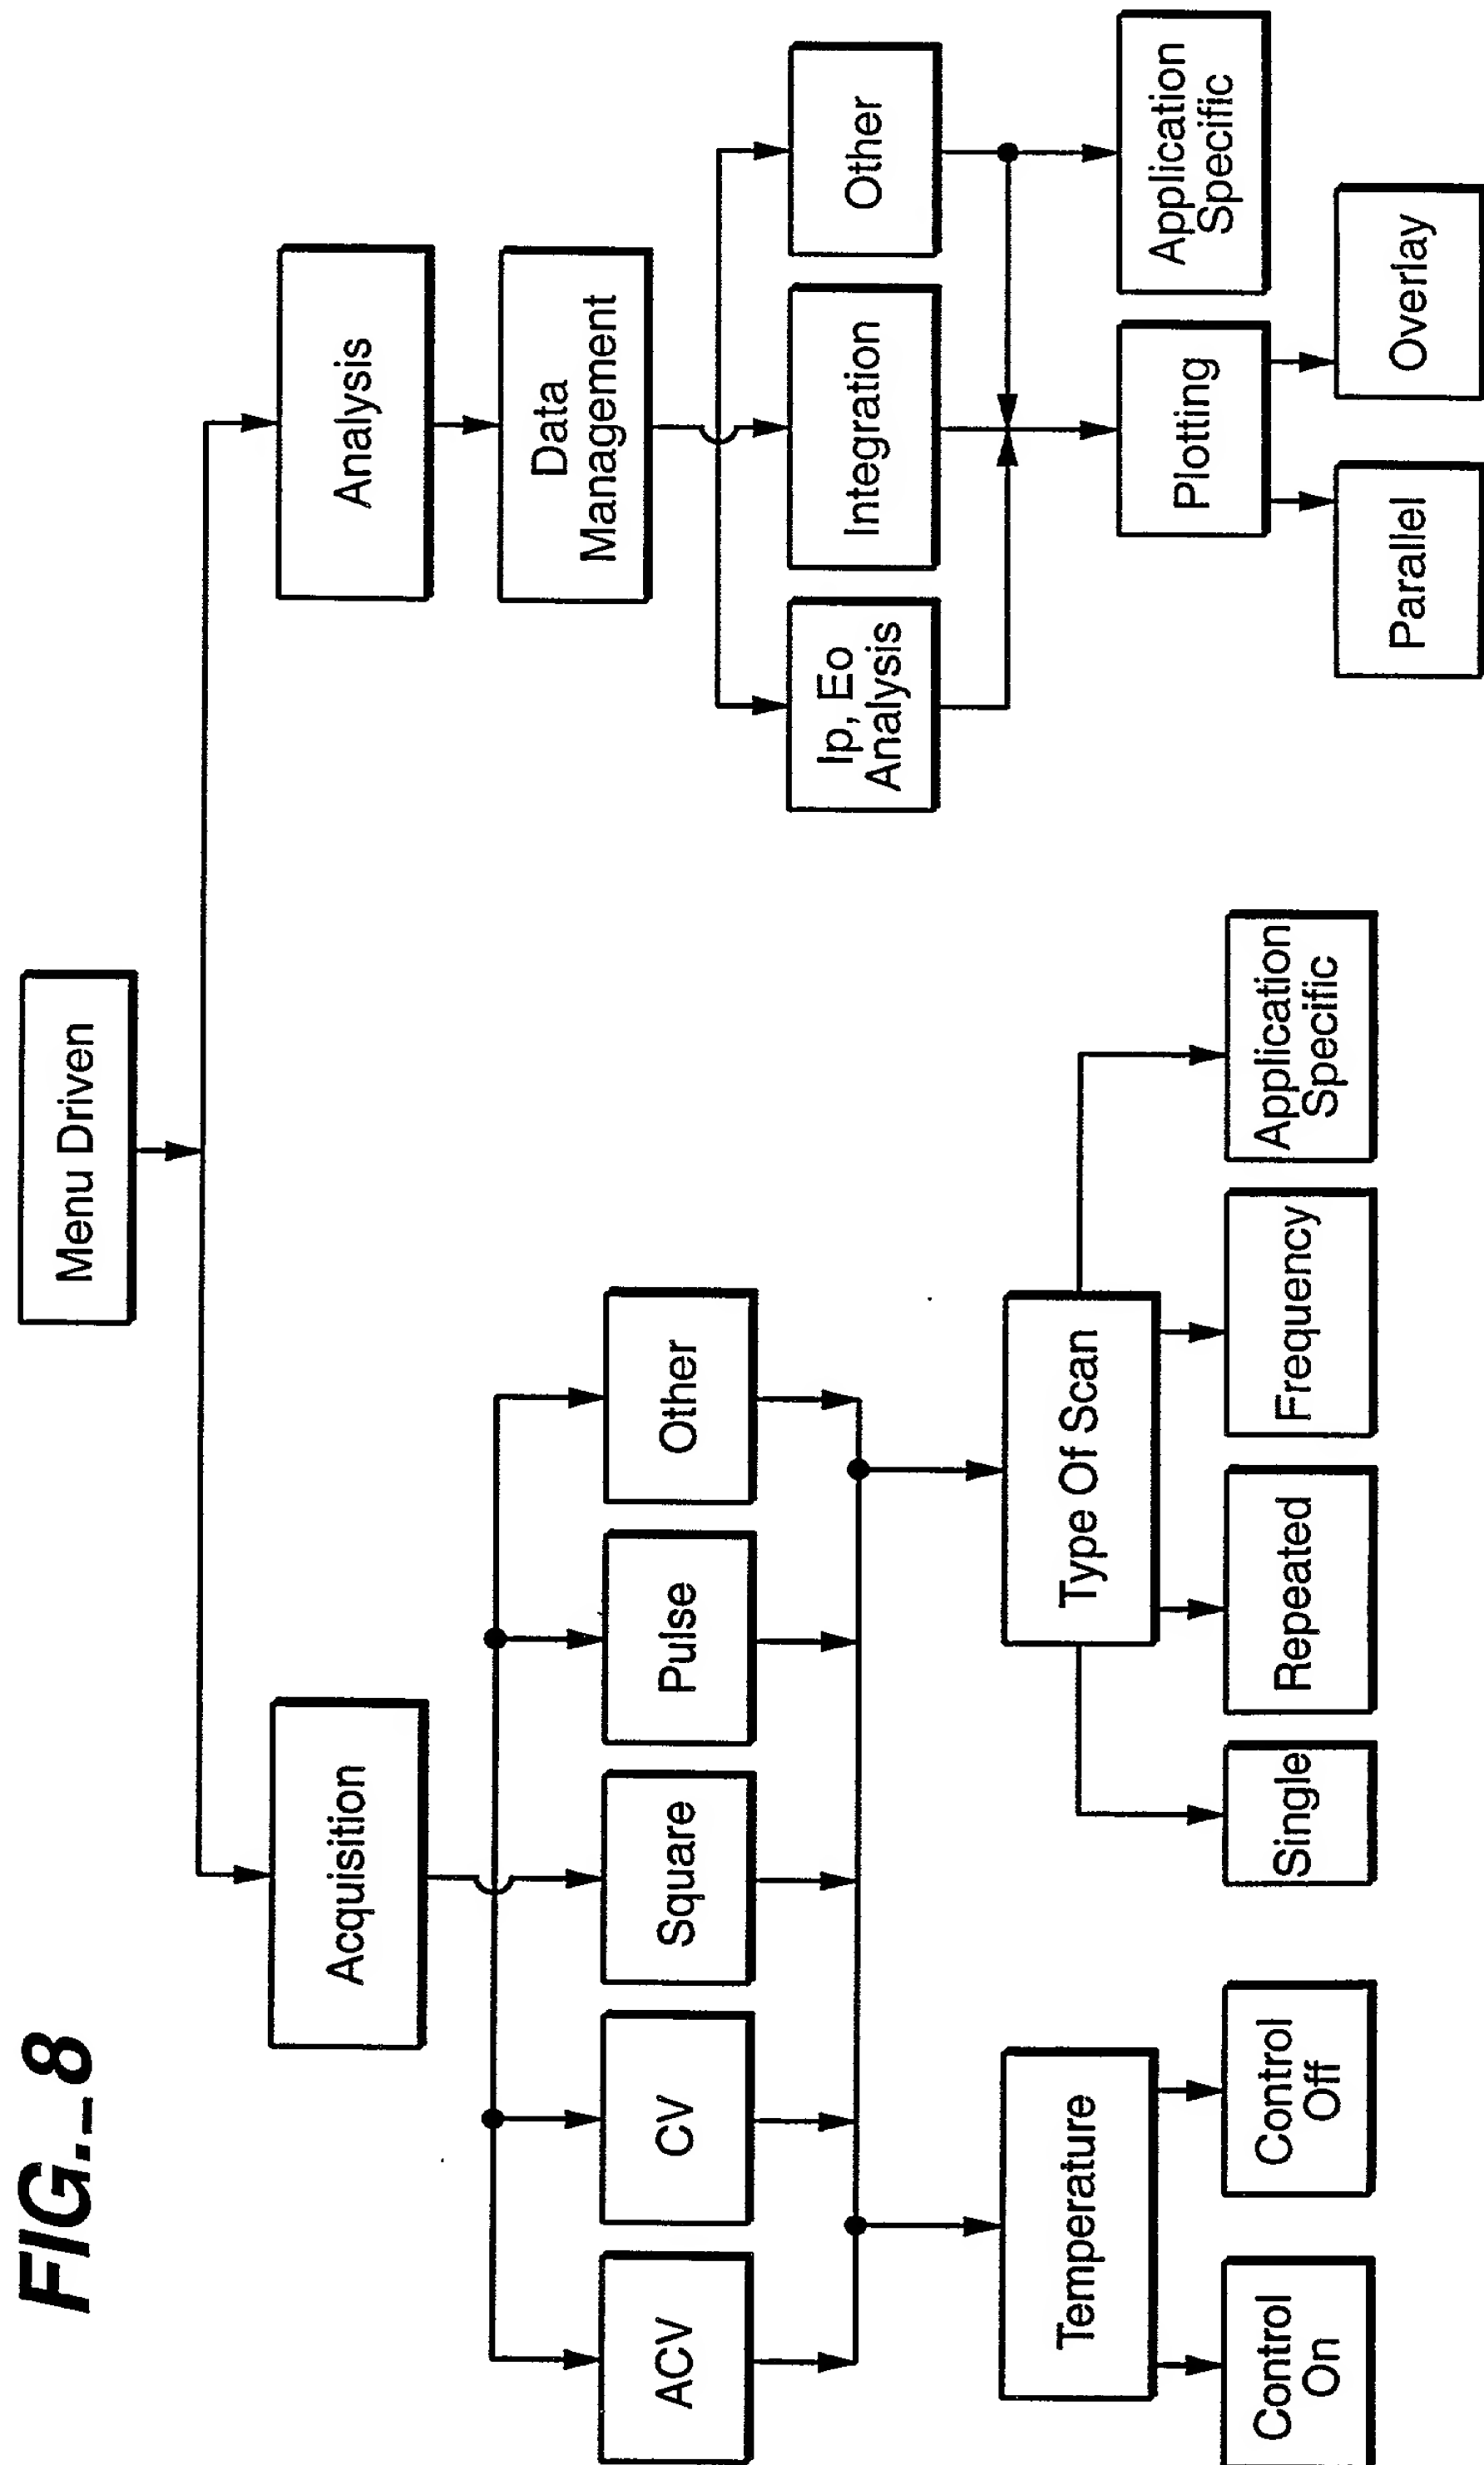 FIG._8
Menu Driven
Acquisition
Analysis
Data
Management
ACV
CV
Square
Pulse
Other
Ip, Eo
Analysis
Integration
Other
Temperature
Type Of Scan
Plotting
Application
Specific
Control
On
Control
Off
Single
Repeated
Frequency
Application
Specific
Parallel
Overlay